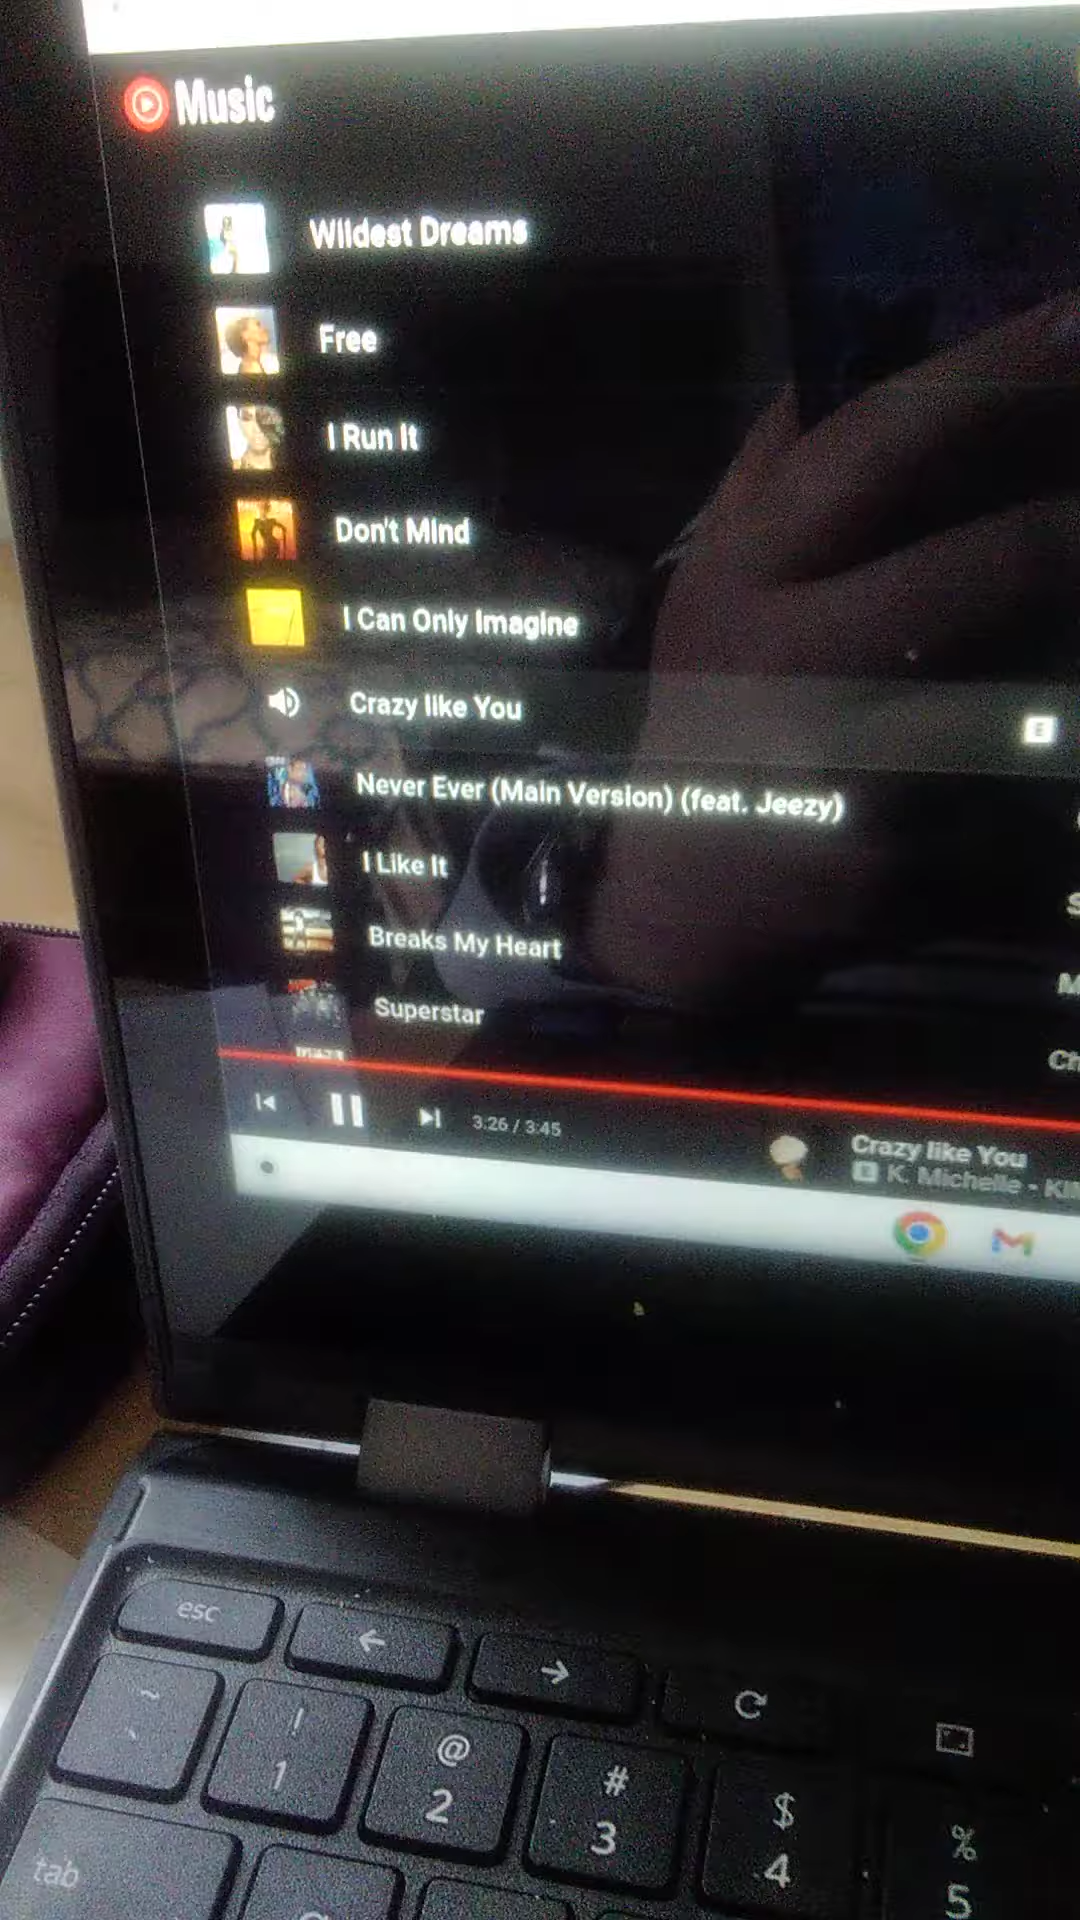 Music
Wildest Dreams
Free
I Run It
Don't Mind
I Can Only Imagine
Crazy like You
E
Never Ever (Main Version) (feat. Jeezy)
I Like It
S
Breaks My Heart
M
Superstar
Ch
3:26 / 3:45
Crazy like You
E K. Michelle -
esc
~
`
!
1
@
2
#
3
$
4
%
5
tab